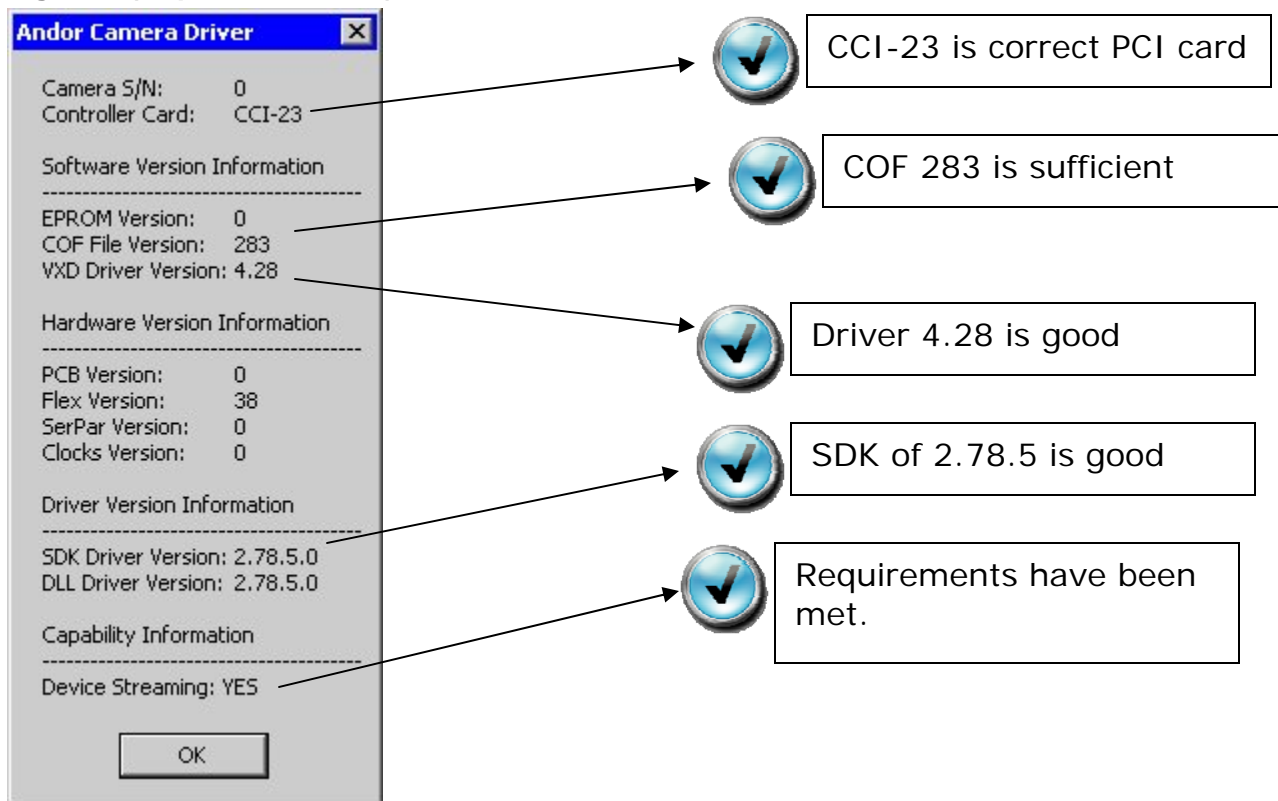 Andor Camera Driver
Camera S/N: 0
Controller Card: CCI-23
Software Version Information
--------------------------------------
EPROM Version: 0
COF File Version: 283
VXD Driver Version: 4.28
Hardware Version Information
--------------------------------------
PCB Version: 0
Flex Version: 38
SerPar Version: 0
Clocks Version: 0
Driver Version Information
--------------------------------------
SDK Driver Version: 2.78.5.0
DLL Driver Version: 2.78.5.0
Capability Information
--------------------------------------
Device Streaming: YES
OK
CCI-23 is correct PCI card
COF 283 is sufficient
Driver 4.28 is good
SDK of 2.78.5 is good
Requirements have been
met.